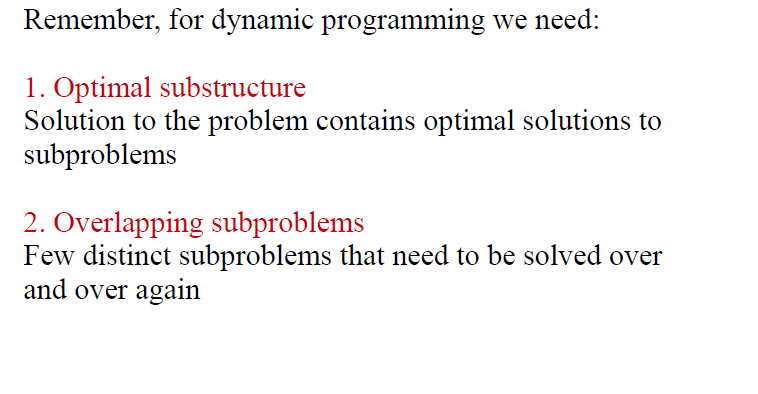 Remember, for dynamic programming we need:
1. Optimal substructure
Solution to the problem contains optimal solutions to
subproblems
2. Overlapping subproblems
Few distinct subproblems that need to be solved over
and over again